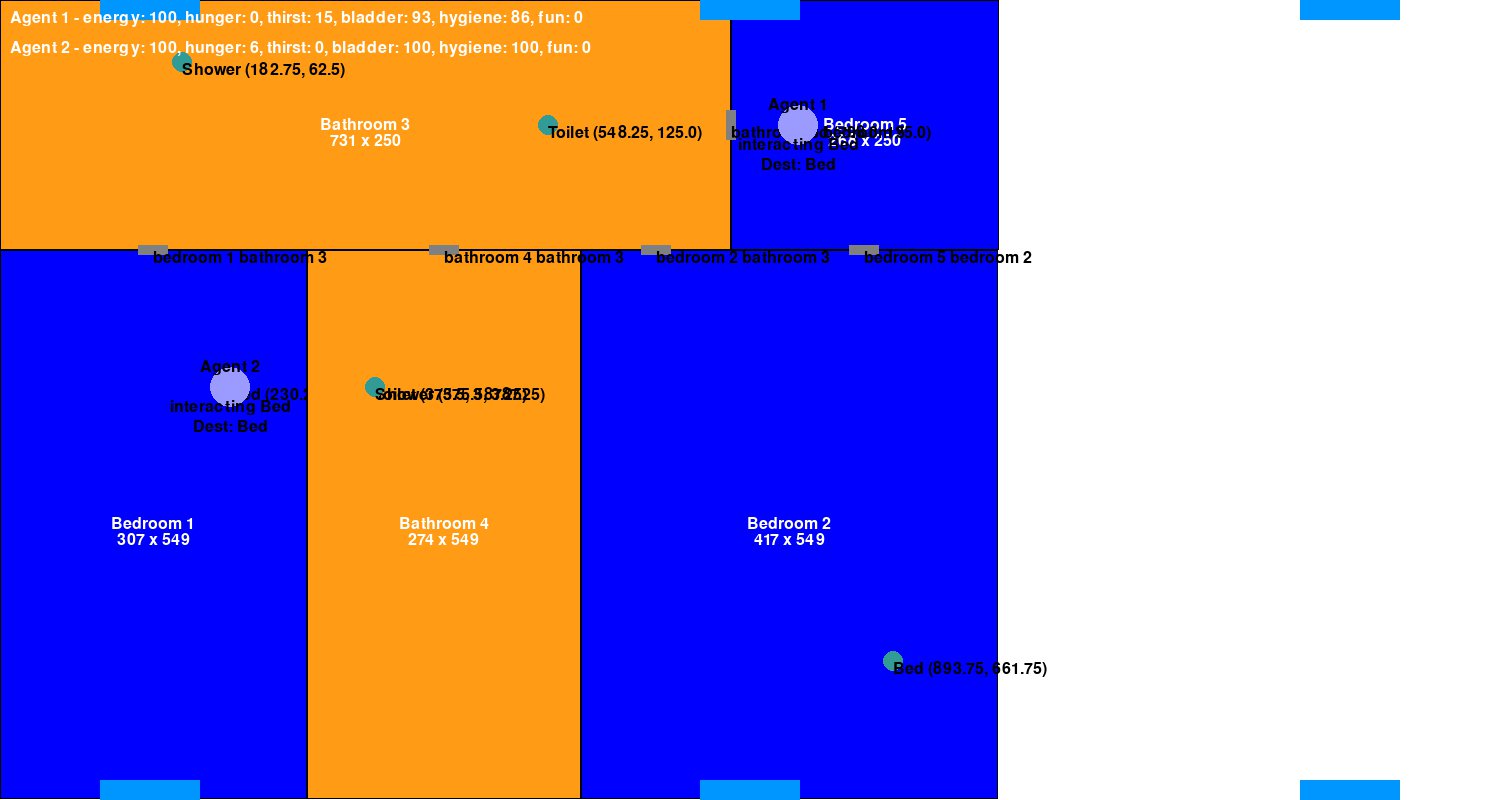 Agent 1 - energy: 100, hunger: 0, thirst: 15, bladder: 93, hygiene: 86, fun: 0
Agent 2 - energy: 100, hunger: 6, thirst: 0, bladder: 100, hygiene: 100, fun: 0
Shower (182.75, 62.5)
Agent 1
Bathroom 3
731 x 250
Toilet (548.25, 125.0)
Bedroom 5
x 250
interacting Bed
Dest: Bed
bedroom 1 bathroom 3
bathroom 4 bathroom 3
bedroom 2 bathroom 3
bedroom 5 bedroom 2
Agent 2
interacting Bed
Dest: Bed
Bedroom 1
307 x 549
Bathroom 4
274 x 549
Bedroom 2
417 x 549
Bed (893.75, 661.75)